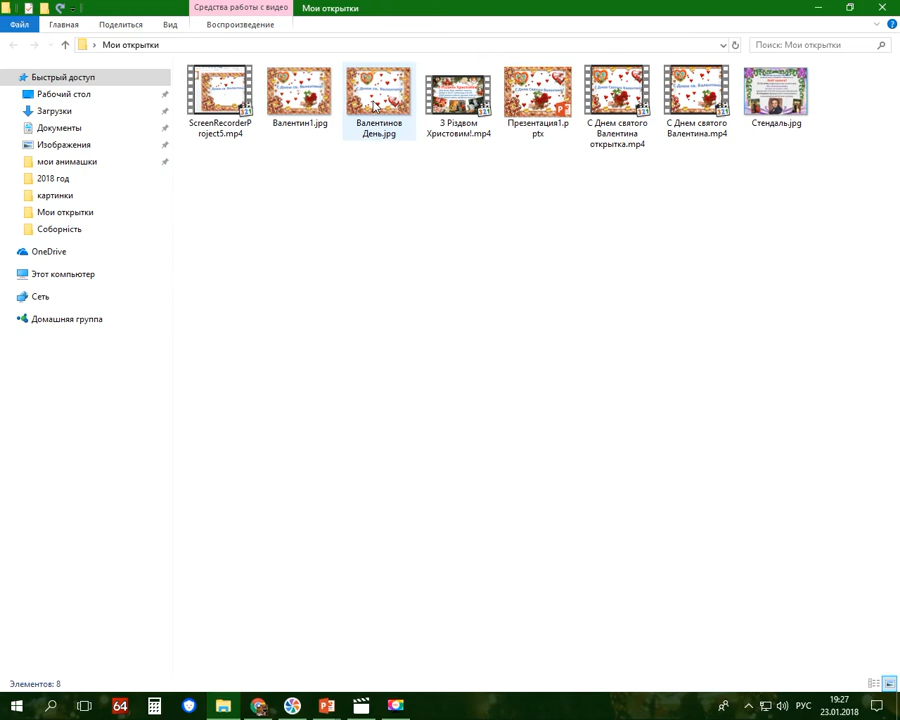 Средства работы с видео
Мои открытки
Файл
Главная
Поделиться
Вид
Воспроизведение
Мои открытки
Поиск: Мои открытки
Быстрый доступ
Рабочий стол
Загрузки
Документы
Изображения
мои анимашки
2018 год
картинки
Мои открытки
Соборність
OneDrive
Этот компьютер
Сеть
Домашняя группа
ScreenRecorderP
roject5.mp4
Валентин1.jpg
Валентинов
День.jpg
З Різдвом
Христовим!.mp4
Презентация1.p
ptx
С Днем святого
Валентина
открытка.mp4
С Днем святого
Валентина.mp4
Стендаль.jpg
Элементов: 8
64
РУС
19:27
23.01.2018